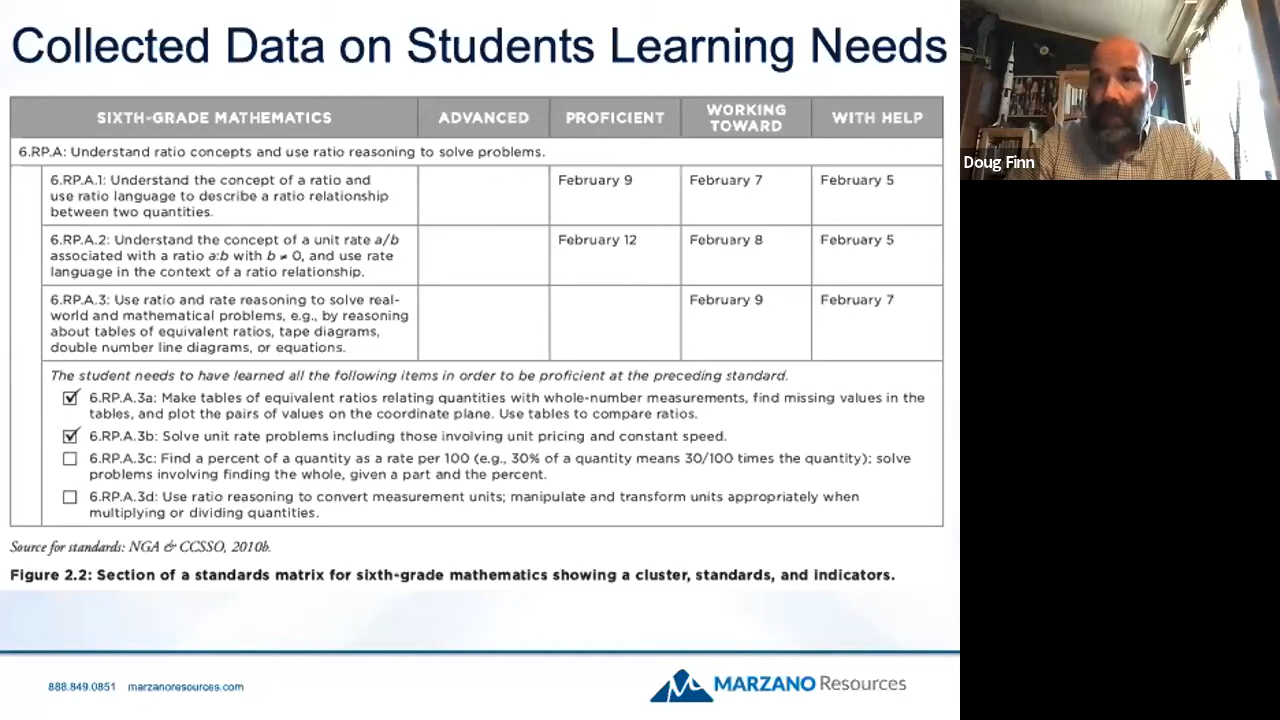 Collected Data on Students Learning Needs
Doug Finn
SIXTH-GRADE MATHEMATICS
ADVANCED
PROFICIENT
WORKING
TOWARD
WITH HELP
6.RP.A: Understand ratio concepts and use ratio reasoning to solve problems.
6.RP.A.1: Understand the concept of a ratio and
use ratio language to describe a ratio relationship
between two quantities.
February 9
February 7
February 5
6.RP.A.2: Understand the concept of a unit rate a/b
associated with a ratio a:b with b ≠ 0, and use rate
language in the context of a ratio relationship.
February 12
February 8
February 5
6.RP.A.3: Use ratio and rate reasoning to solve real-
world and mathematical problems, e.g., by reasoning
about tables of equivalent ratios, tape diagrams,
double number line diagrams, or equations.
February 9
February 7
The student needs to have learned all the following items in order to be proficient at the preceding standard.
6.RP.A.3a: Make tables of equivalent ratios relating quantities with whole-number measurements, find missing values in the
tables, and plot the pairs of values on the coordinate plane. Use tables to compare ratios.
6.RP.A.3b: Solve unit rate problems including those involving unit pricing and constant speed.
6.RP.A.3c: Find a percent of a quantity as a rate per 100 (e.g., 30% of a quantity means 30/100 times the quantity); solve
problems involving finding the whole, given a part and the percent.
6.RP.A.3d: Use ratio reasoning to convert measurement units; manipulate and transform units appropriately when
multiplying or dividing quantities.
Source for standards: NGA & CCSSO, 2010b.
Figure 2.2: Section of a standards matrix for sixth-grade mathematics showing a cluster, standards, and indicators.
888.849.0851 marzanoresources.com
MARZANO Resources